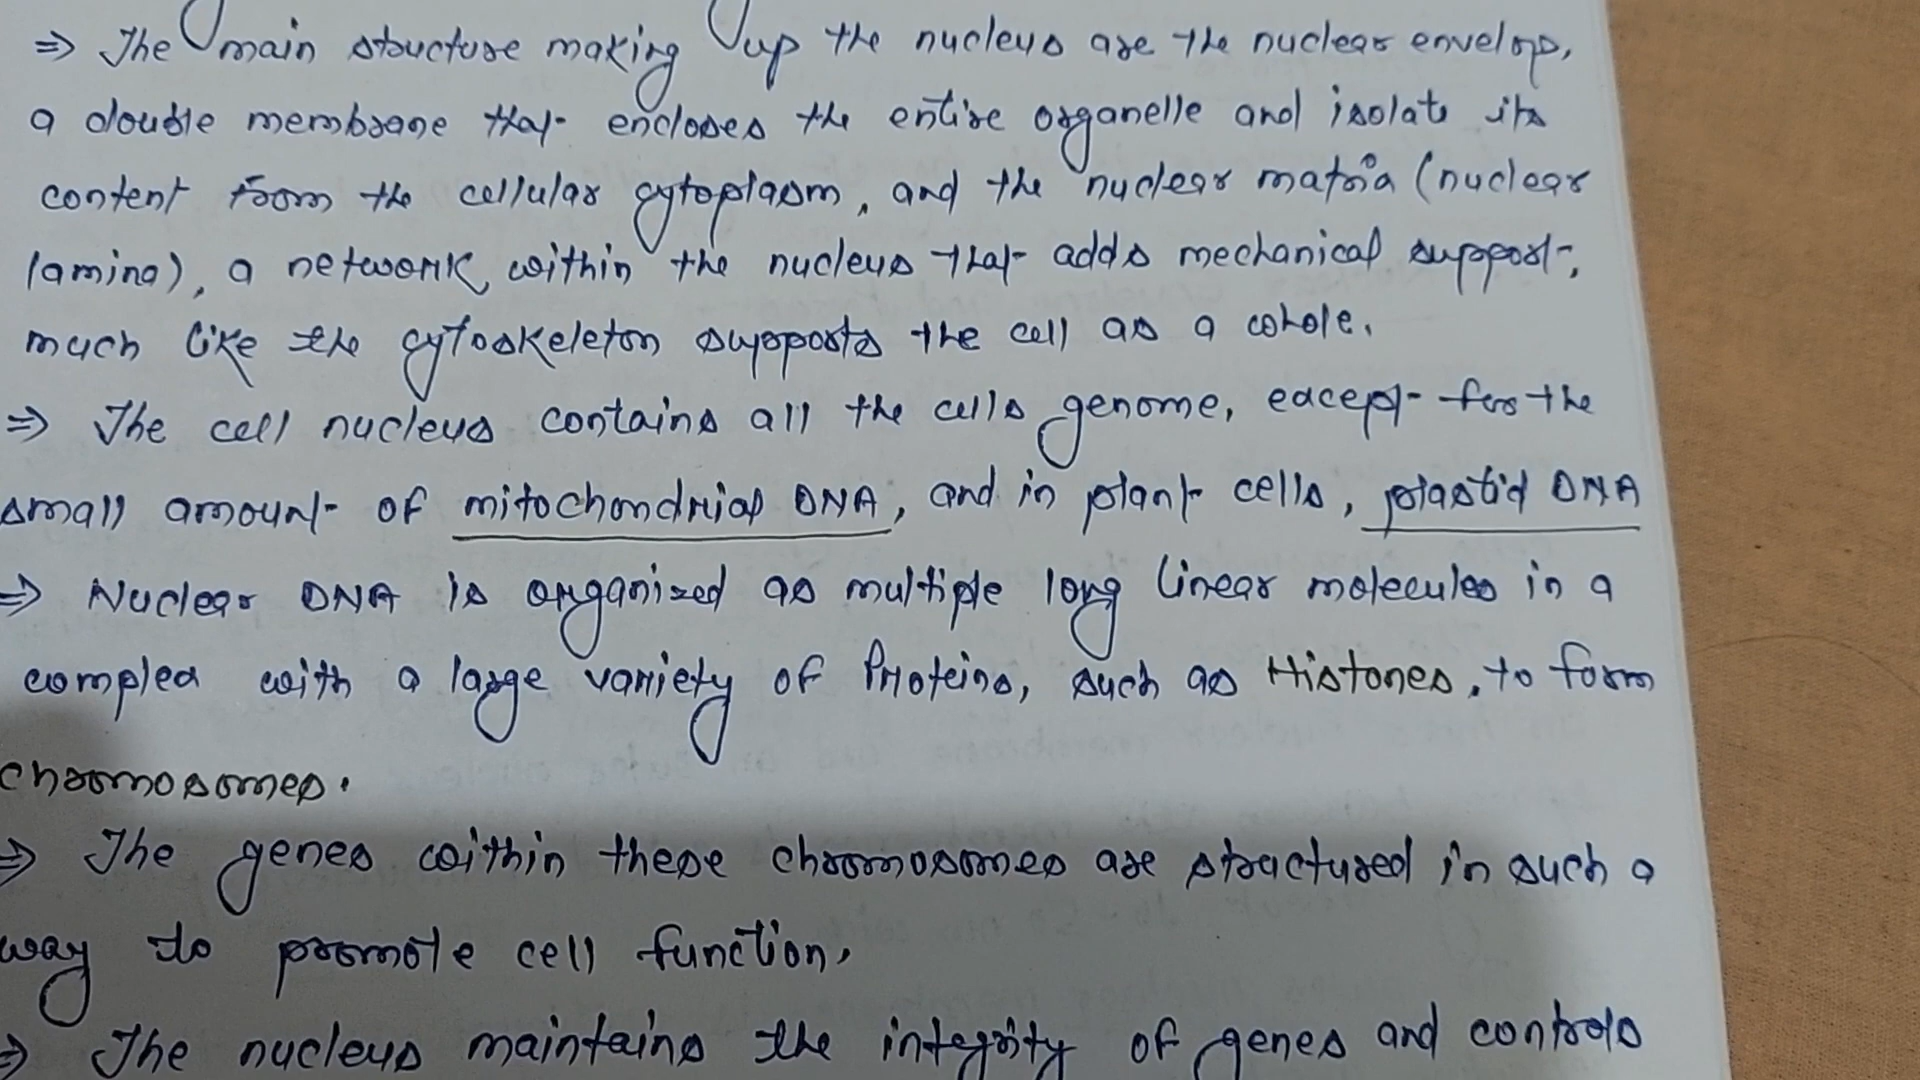 ⇒ The main structure making up the nucleus are the nuclear envelop,
a double membrane that encloses the entire organelle and isolate its
content from the cellular cytoplasm, and the nuclear matrix (nuclear
lamina), a network within the nucleus that adds mechanical support,
much like the cytoskeleton supports the cell as a whole.
⇒ The cell nucleus contains all the cells genome, except for the
small amount of mitochondrial DNA, and in plant cells, plastid DNA
⇒ Nuclear DNA is organized as multiple long linear molecules in a
complex with a large variety of Proteins, such as Histones, to form
chromosomes.
⇒ The genes within these chromosomes are structured in such a
way to promote cell function.
⇒ The nucleus maintains the integrity of genes and controls